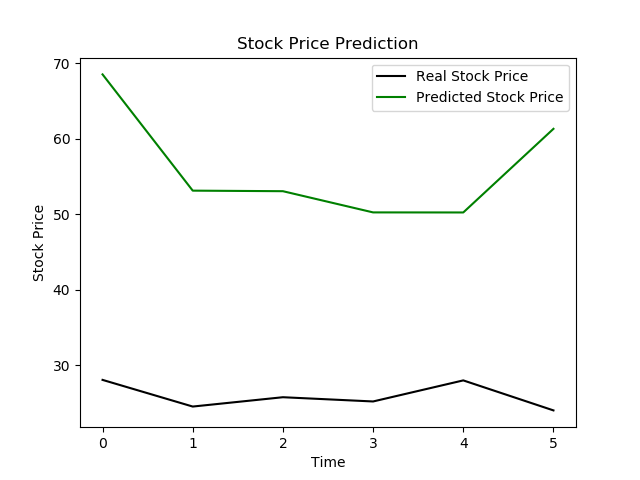 Stock Price Prediction
Real Stock Price
Predicted Stock Price
70
60
50
40
30
Stock Price
0 1 2 3 4 5
Time